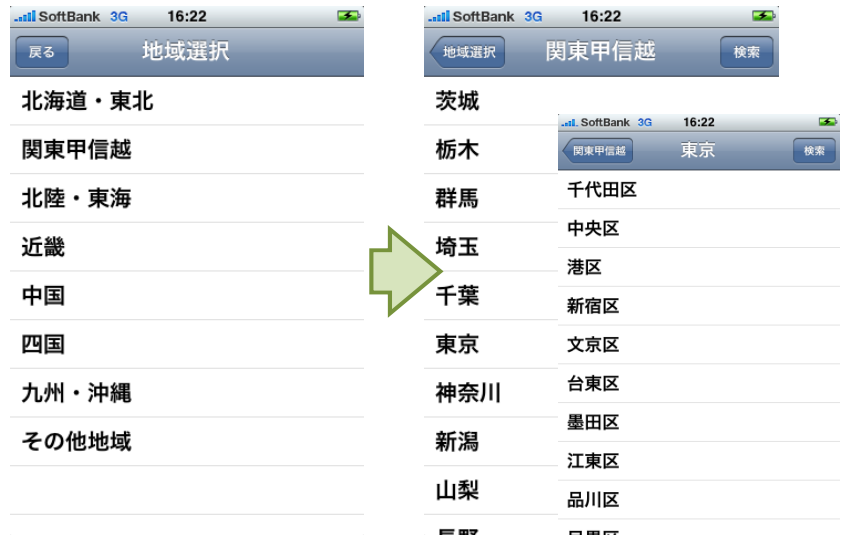 SoftBank 3G 16:22
戻る 地域選択
北海道・東北
関東甲信越
北陸・東海
近畿
中国
四国
九州・沖縄
その他地域
SoftBank 3G 16:22
地域選択 関東甲信越 検索
茨城
栃木
群馬
埼玉
千葉
東京
神奈川
新潟
山梨
長野
SoftBank 3G 16:22
関東甲信越 東京 検索
千代田区
中央区
港区
新宿区
文京区
台東区
墨田区
江東区
品川区
目黒区